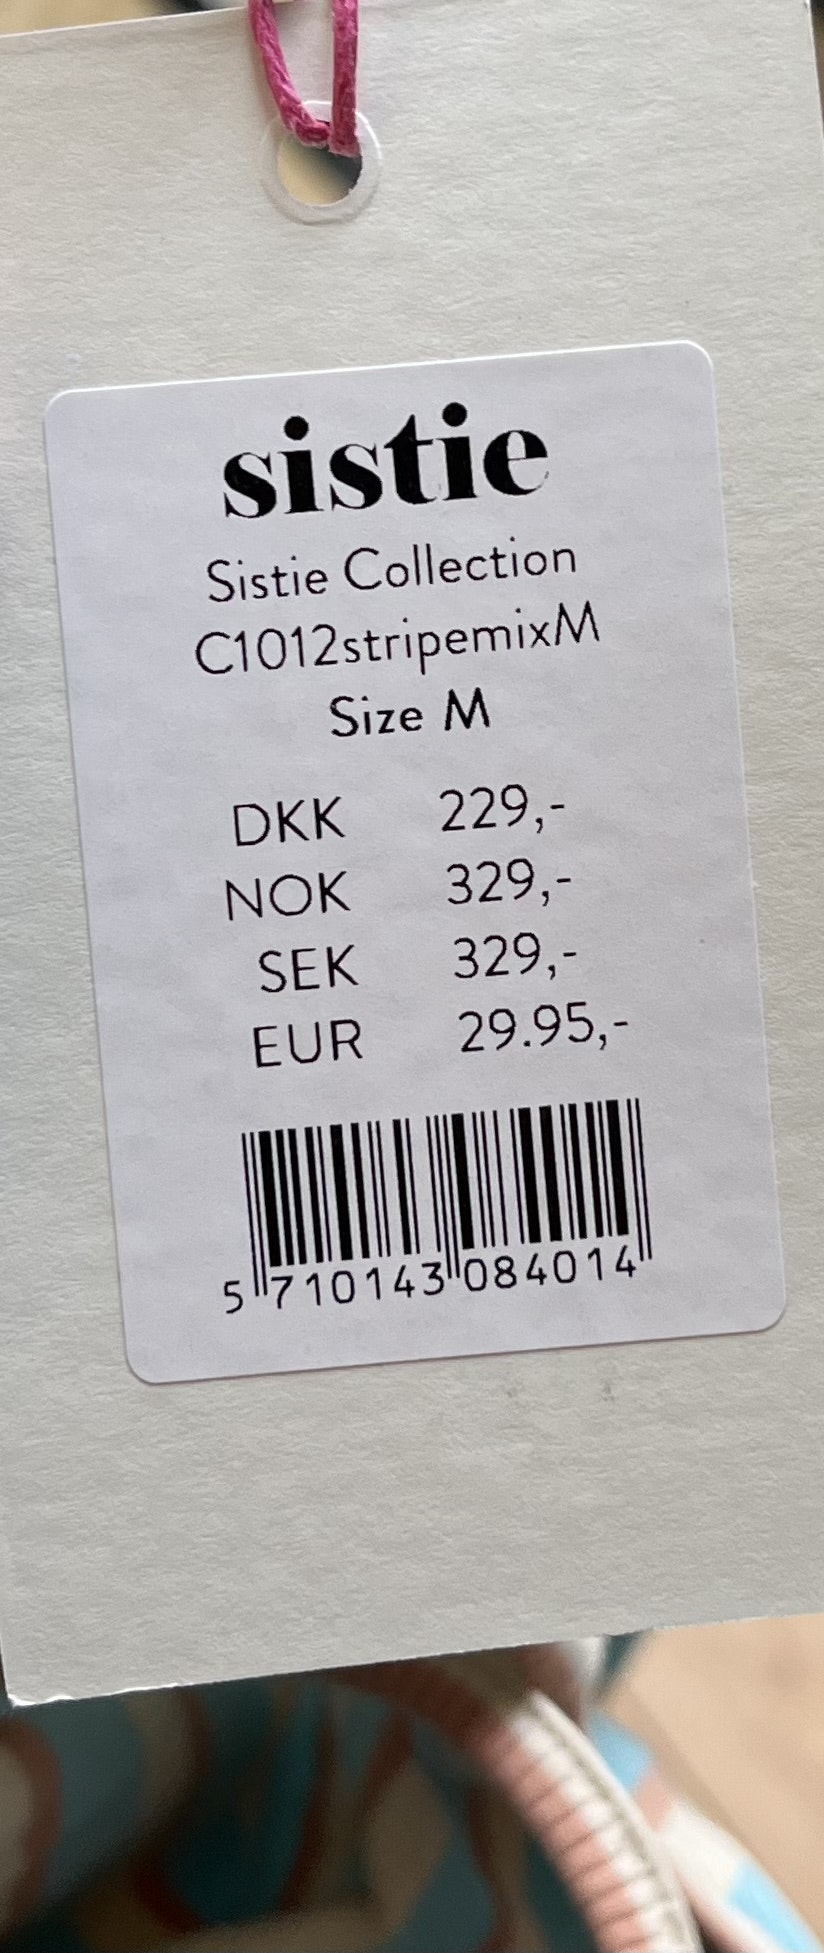 sistie
Sistie Collection
C1012stripemixM
Size M
DKK 229,-
NOK 329,-
SEK 329,-
EUR 29.95,-
5 710143 084014